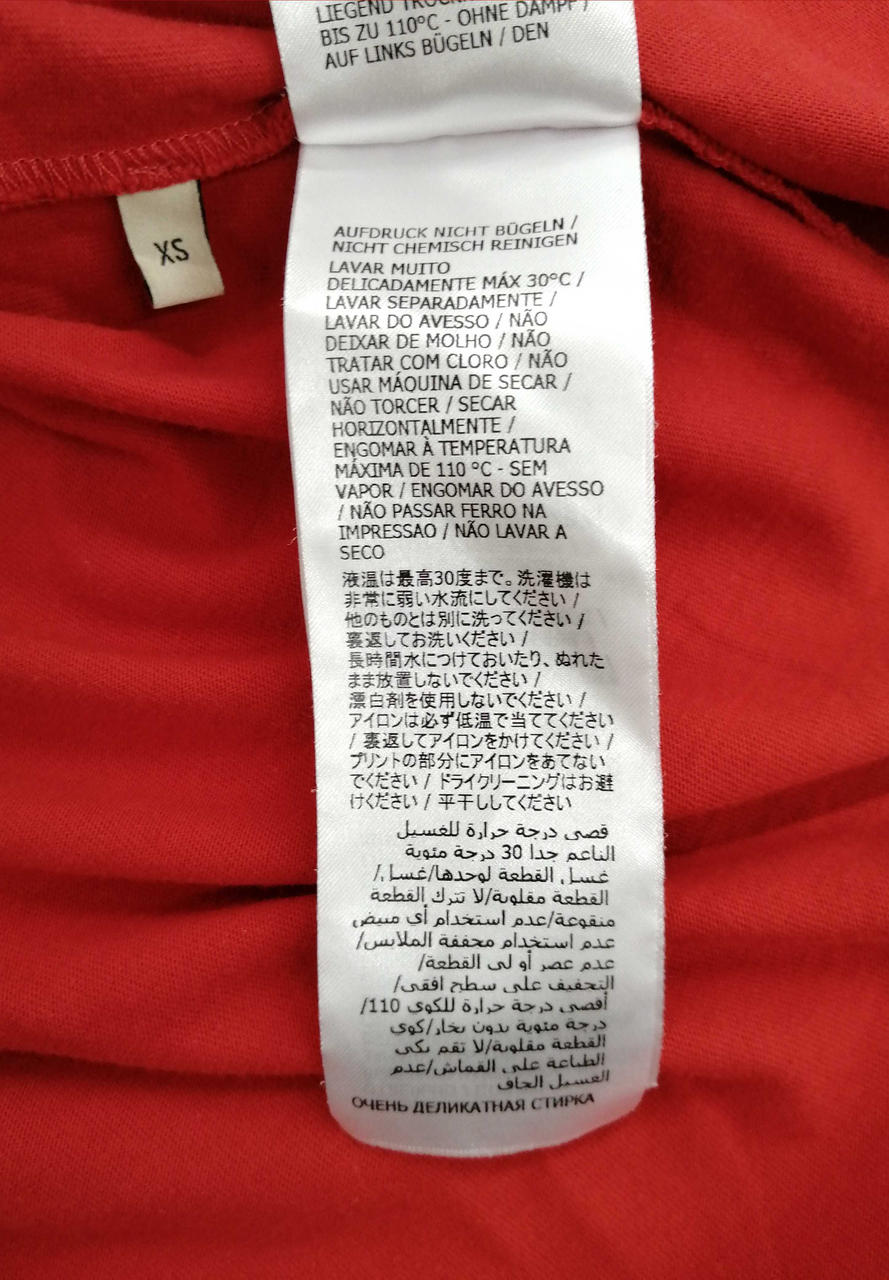 LIEGEND
BIS ZU 110°C - OHNE DAMPF /
AUF LINKS BÜGELN / DEN
XS
AUFDRUCK NICHT BÜGELN /
NICHT CHEMISCH REINIGEN
LAVAR MUITO
DELICADAMENTE MÁX 30°C /
LAVAR SEPARADAMENTE /
LAVAR DO AVESSO / NÃO
DEIXAR DE MOLHO / NÃO
TRATAR COM CLORO / NÃO
USAR MÁQUINA DE SECAR /
NÃO TORCER / SECAR
HORIZONTALMENTE /
ENGOMAR À TEMPERATURA
MÁXIMA DE 110 °C - SEM
VAPOR / ENGOMAR DO AVESSO
/ NÃO PASSAR FERRO NA
IMPRESSAO / NÃO LAVAR A
SECO
液温は最高30度まで。洗濯機は
非常に弱い水流にしてください /
他のものとは別に洗ってください /
裏返してお洗いください /
長時間水につけておいたり、ぬれた
まま放置しないでください /
漂白剤を使用しないでください /
アイロンは必ず低温で当ててください
/ 裏返してアイロンをかけてください /
プリントの部分にアイロンをあてない
でください / ドライクリーニングはお避
けください / 平干ししてください
قصى درجة حرارة للغسيل
الناعم جدا 30 درجة مئوية
غسل القطعة لوحدها/غسل,/
القطعة مقلوبة/لا تترك القطعة
منقوعة/عدم استخدام أي مبيض
عدم استخدام مجففة الملابس/
عدم عصر أو لي القطعة/
التجفيف على سطح افقي/
أقصى درجة حرارة للكوي 110/
درجة مئوية بدون بخار/كوي
القطعة مقلوبة/لا تقم بكي
الطباعة على القماش/عدم
الغسيل الجاف
ОЧЕНЬ ДЕЛИКАТНАЯ СТИРКА